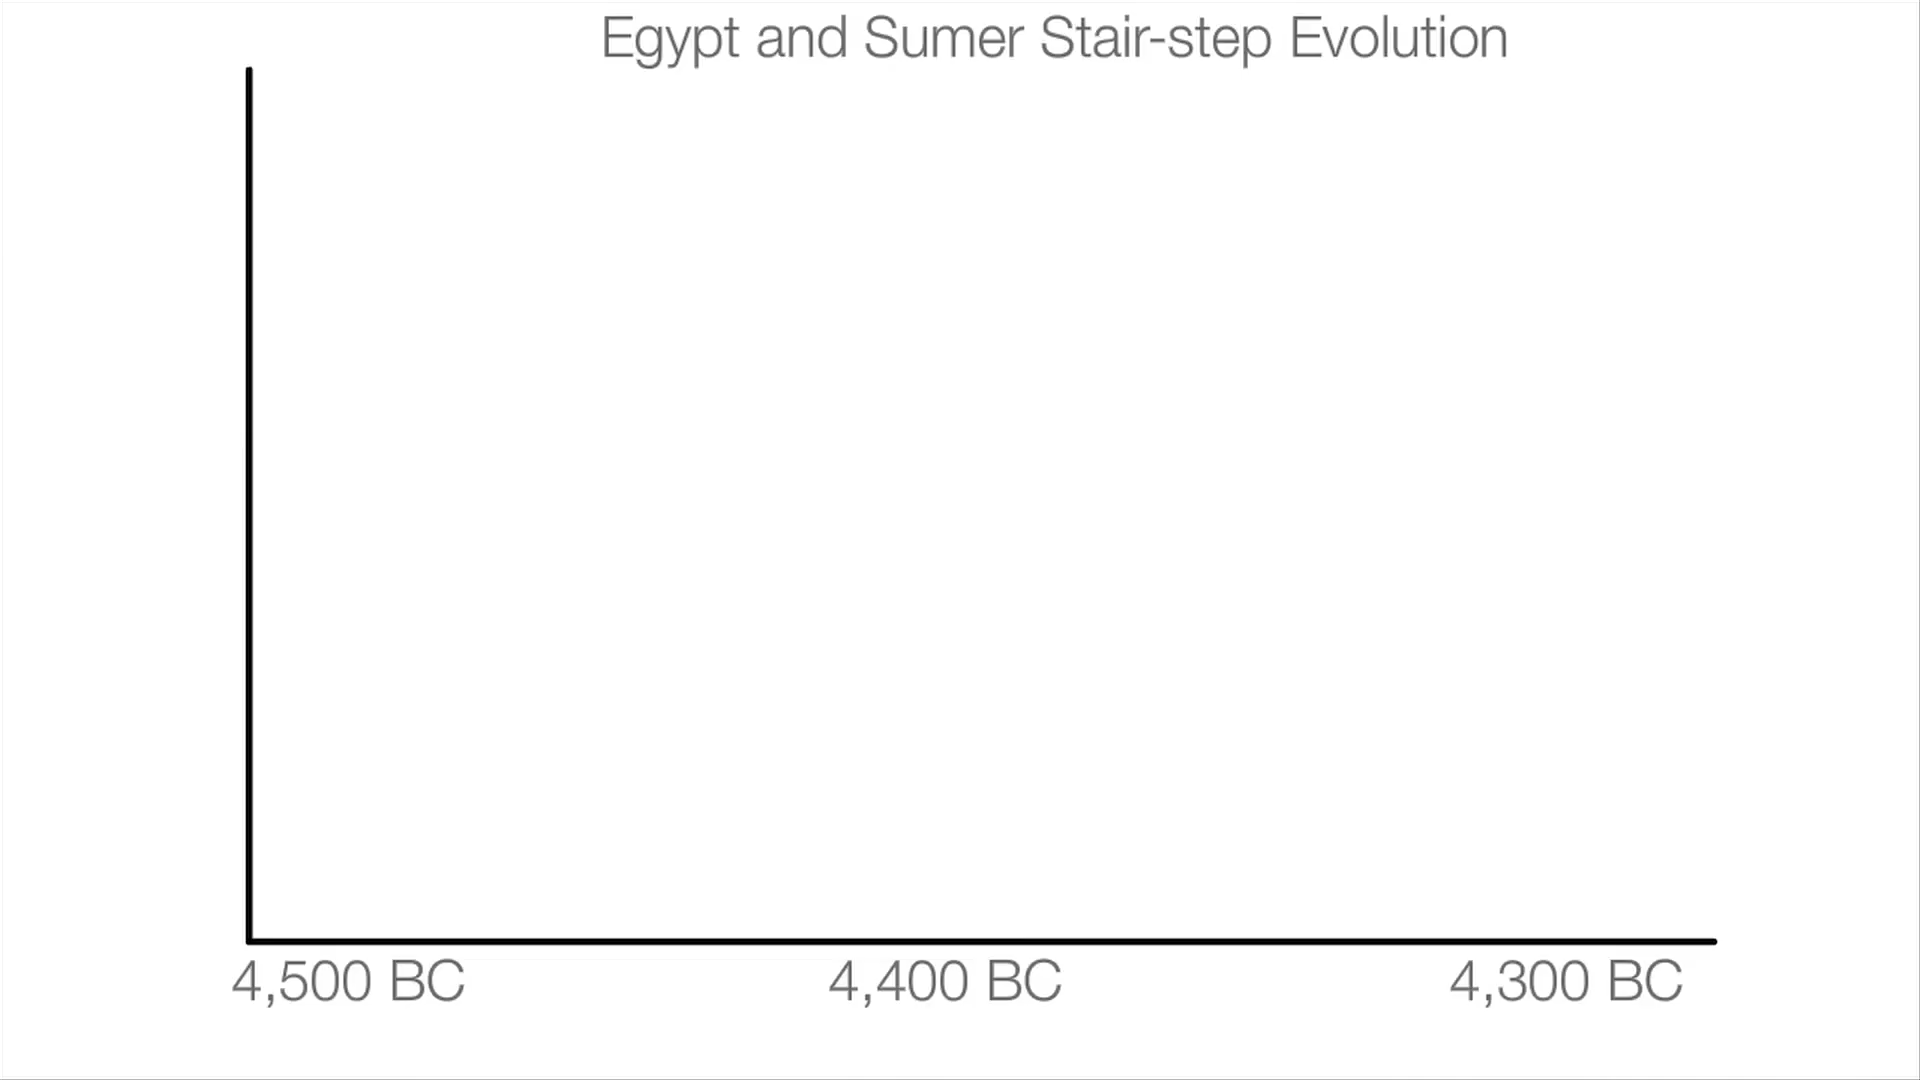 Egypt and Sumer Stair-step Evolution
4,500 BC 4,400 BC 4,300 BC